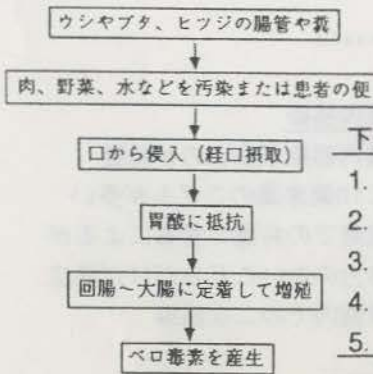 ウシやブタ、ヒツジの腸管や糞
肉、野菜、水などを汚染または患者の便
口から侵入（経口摂取）
胃酸に抵抗
回腸～大腸に定着して増殖
ベロ毒素を産生
下
1.
2.
3.
4.
5.